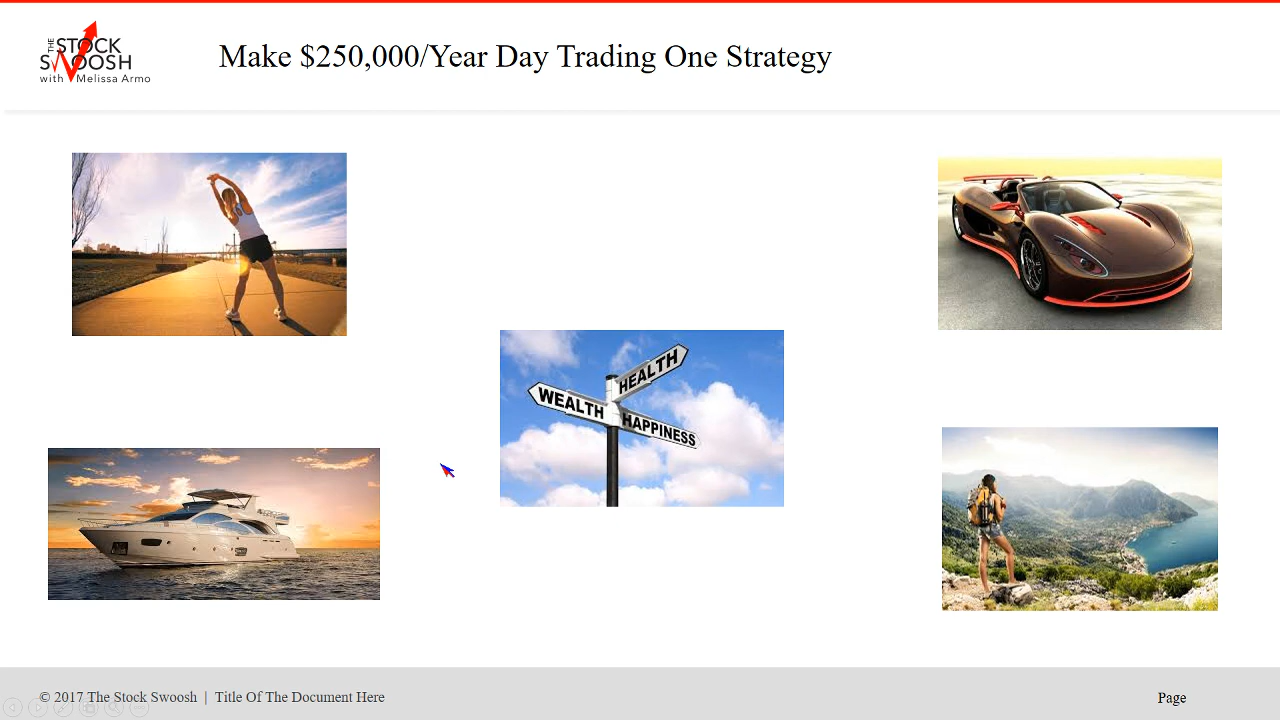 THE STOCK
SWOOSH
with Melissa Armo
Make $250,000/Year Day Trading One Strategy
HEALTH
WEALTH
HAPPINESS
© 2017 The Stock Swoosh | Title Of The Document Here
Page